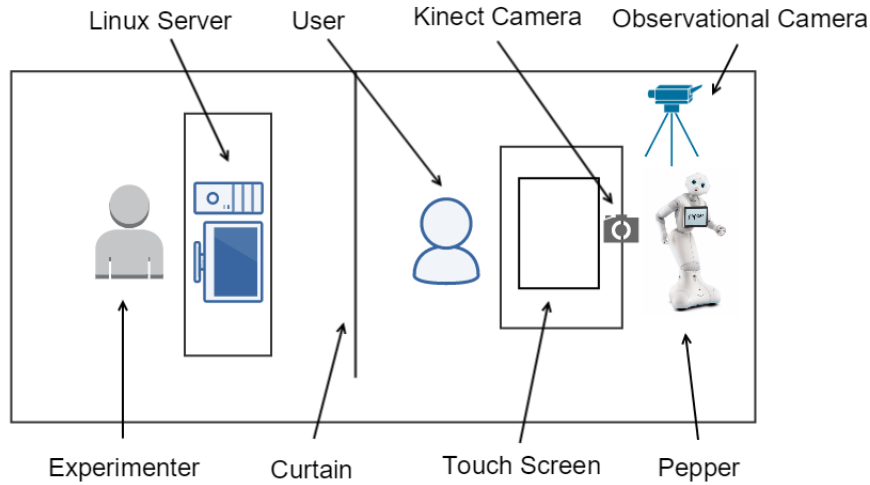 Linux Server
User
Kinect Camera
Observational Camera
Experimenter
Curtain
Touch Screen
Pepper